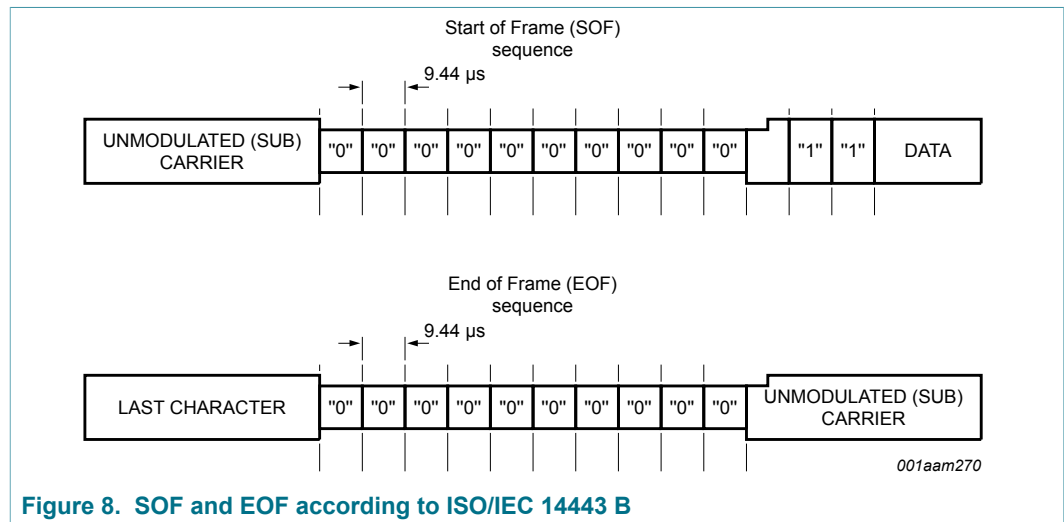 Start of Frame (SOF)
sequence
9.44 µs
UNMODULATED (SUB)
CARRIER
"0" "0" "0" "0" "0" "0" "0" "0" "0" "0" "1" "1" DATA
End of Frame (EOF)
sequence
9.44 µs
LAST CHARACTER "0" "0" "0" "0" "0" "0" "0" "0" "0" "0" UNMODULATED (SUB)
CARRIER
001aam270
Figure 8. SOF and EOF according to ISO/IEC 14443 B